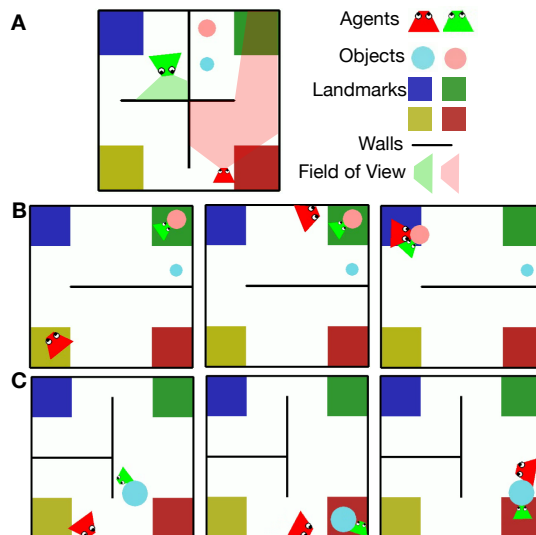 A
Agents
Objects
Landmarks
Walls
Field of View
B
C